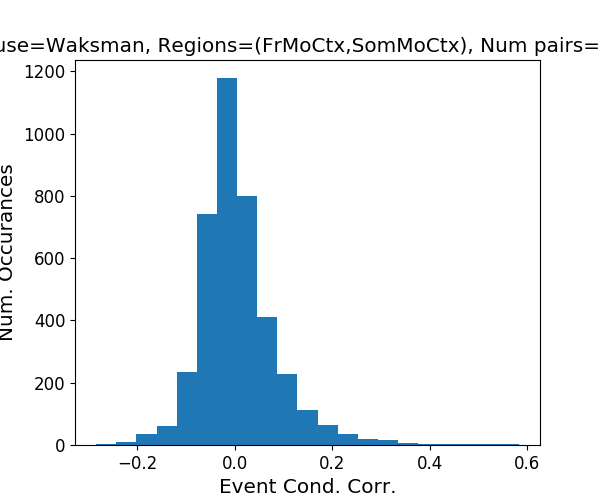 use=Waksman, Regions=(FrMoCtx,SomMoCtx), Num pairs=
1200
1000
800
600
400
200
0
Num. Occurances
−0.2 0.0 0.2 0.4 0.6
Event Cond. Corr.